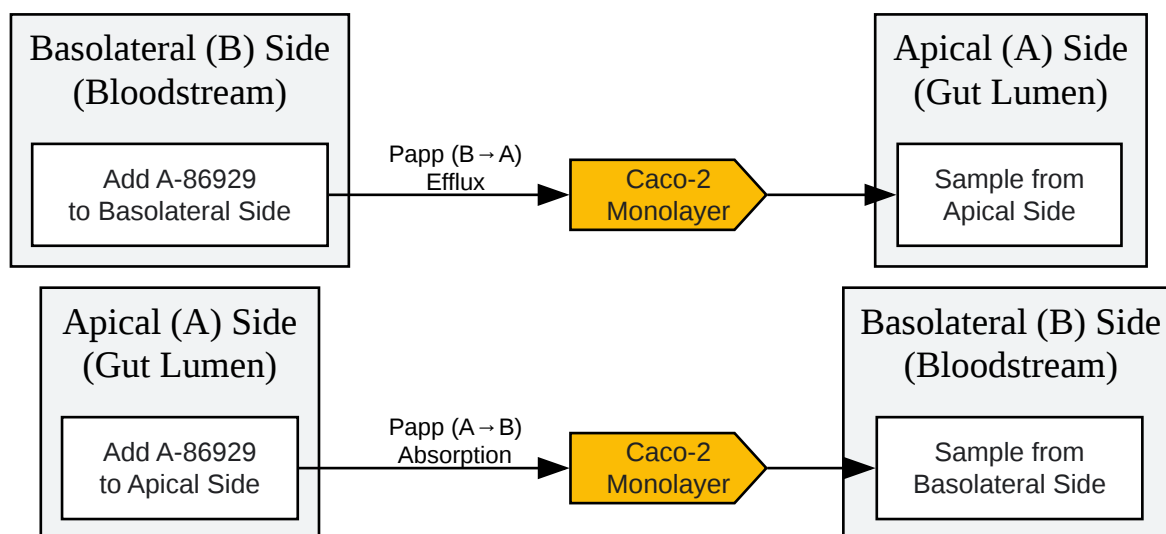 Basolateral (B) Side
(Bloodstream)
Add A-86929
to Basolateral Side
Papp (B→A)
Efflux
Caco-2
Monolayer
Apical (A) Side
(Gut Lumen)
Sample from
Apical Side
Apical (A) Side
(Gut Lumen)
Add A-86929
to Apical Side
Papp (A→B)
Absorption
Caco-2
Monolayer
Basolateral (B) Side
(Bloodstream)
Sample from
Basolateral Side